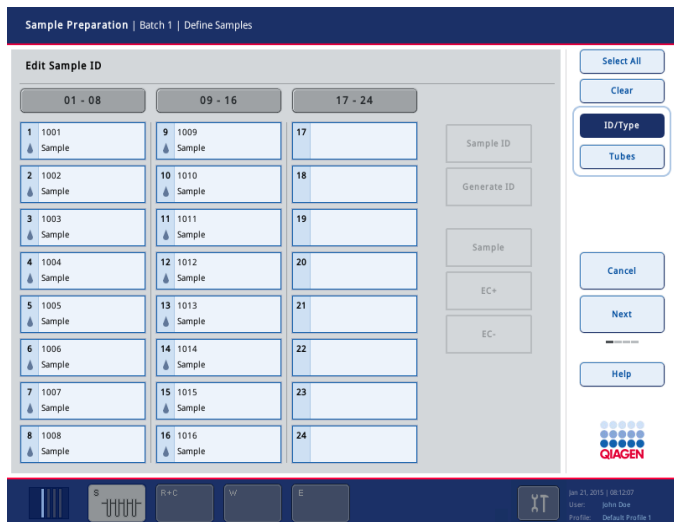 Sample Preparation | Batch 1 | Define Samples
Edit Sample ID
01 - 08
09 - 16
17 - 24
1 1001
Sample
2 1002
Sample
3 1003
Sample
4 1004
Sample
5 1005
Sample
6 1006
Sample
7 1007
Sample
8 1008
Sample
9 1009
Sample
10 1010
Sample
11 1011
Sample
12 1012
Sample
13 1013
Sample
14 1014
Sample
15 1015
Sample
16 1016
Sample
17
18
19
20
21
22
23
24
Sample ID
Generate ID
Sample
EC+
EC-
Select All
Clear
ID/Type
Tubes
Cancel
Next
Help
QIAGEN
S
R+C
W
E
Jan 21, 2015 | 08:12:07
User: John Doe
Profile: Default Profile 1